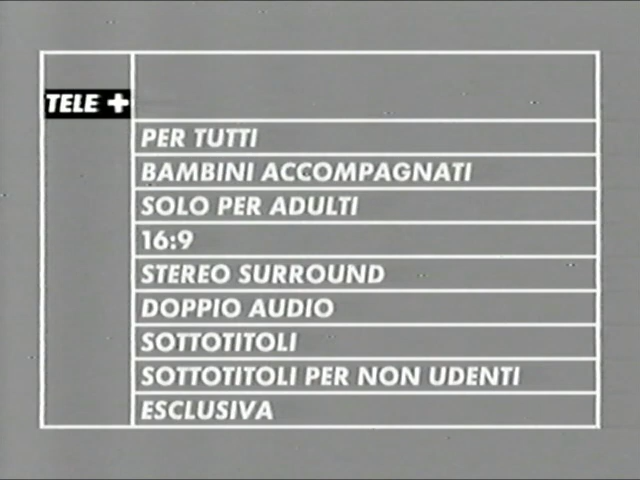 TELE +
PER TUTTI
BAMBINI ACCOMPAGNATI
SOLO PER ADULTI
16:9
STEREO SURROUND
DOPPIO AUDIO
SOTTOTITOLI
SOTTOTITOLI PER NON UDENTI
ESCLUSIVA